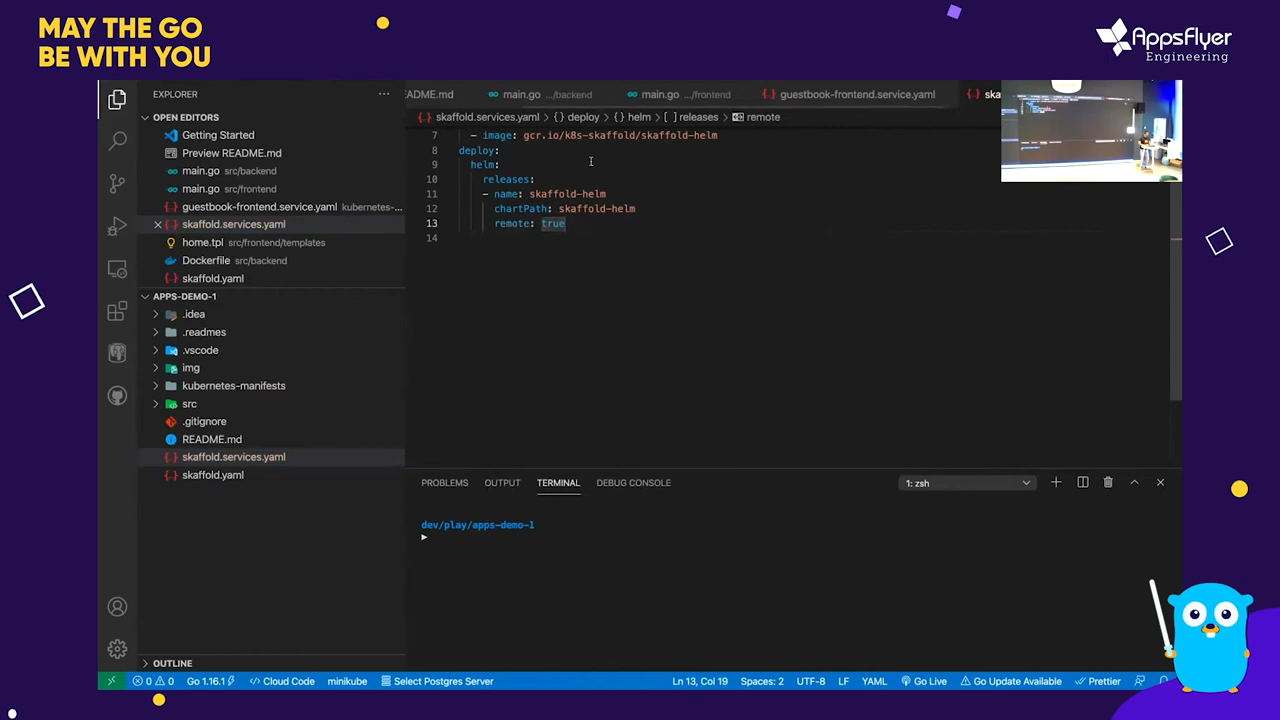 MAY THE GO
BE WITH YOU
AppsFlyer
Engineering
EXPLORER
OPEN EDITORS
Getting Started
Preview README.md
main.go src/backend
main.go src/frontend
guestbook-frontend.service.yaml kubernetes-...
skaffold.services.yaml
home.tpl src/frontend/templates
Dockerfile src/backend
skaffold.yaml
APPS-DEMO-1
.idea
.readmes
.vscode
img
kubernetes-manifests
src
.gitignore
README.md
skaffold.services.yaml
skaffold.yaml
OUTLINE
EADME.md main.go .../backend main.go .../frontend guestbook-frontend.service.yaml ska
skaffold.services.yaml > {} deploy > {} helm > [ ] releases > remote
7 - image: gcr.io/k8s-skaffold/skaffold-helm
8 deploy:
9 helm:
10 releases:
11 - name: skaffold-helm
12 chartPath: skaffold-helm
13 remote: true
14
PROBLEMS OUTPUT TERMINAL DEBUG CONSOLE 1: zsh
dev/play/apps-demo-1
0 0 Go 1.16.1 Cloud Code minikube Select Postgres Server Ln 13, Col 19 Spaces: 2 UTF-8 LF YAML Go Live Go Update Available Prettier